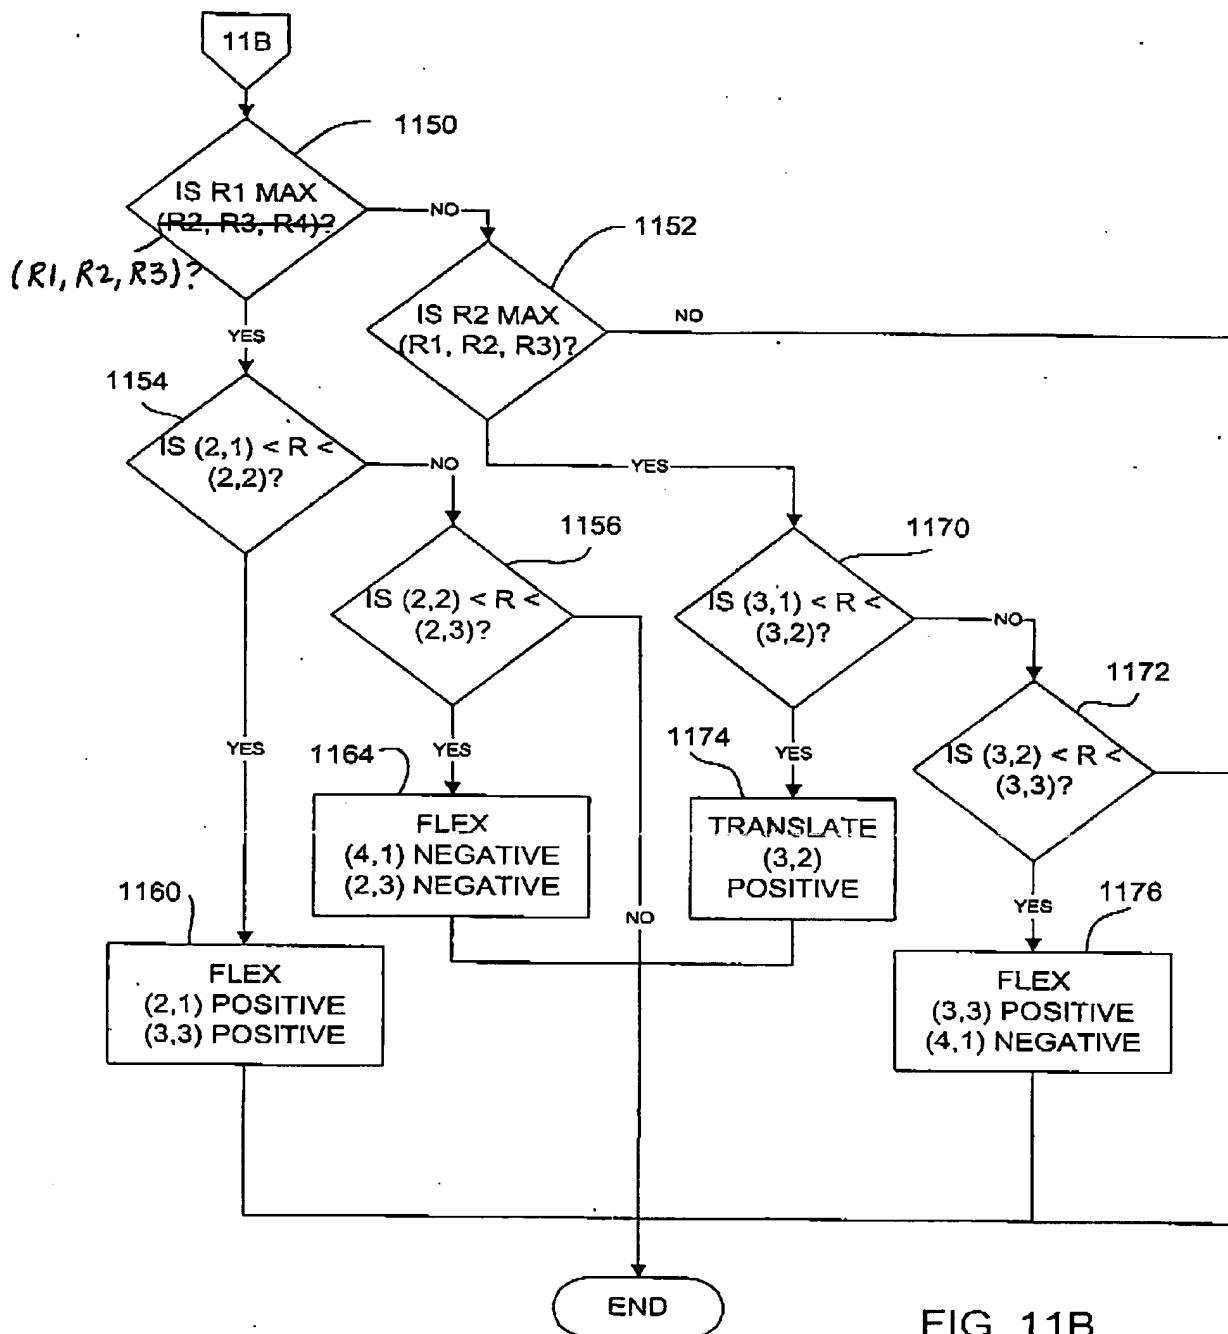 11B
1150
IS R1 MAX
(R2, R3, R4)?
(R1, R2, R3)?
NO
1152
IS R2 MAX
(R1, R2, R3)?
NO
YES
1154
IS (2,1) < R <
(2,2)?
NO
YES
1156
IS (2,2) < R <
(2,3)?
1170
IS (3,1) < R <
(3,2)?
NO
1172
IS (3,2) < R <
(3,3)?
YES
1164
YES
1174
YES
FLEX
(4,1) NEGATIVE
(2,3) NEGATIVE
TRANSLATE
(3,2)
POSITIVE
1160
NO
YES
1176
FLEX
(2,1) POSITIVE
(3,3) POSITIVE
FLEX
(3,3) POSITIVE
(4,1) NEGATIVE
END
FIG. 11B